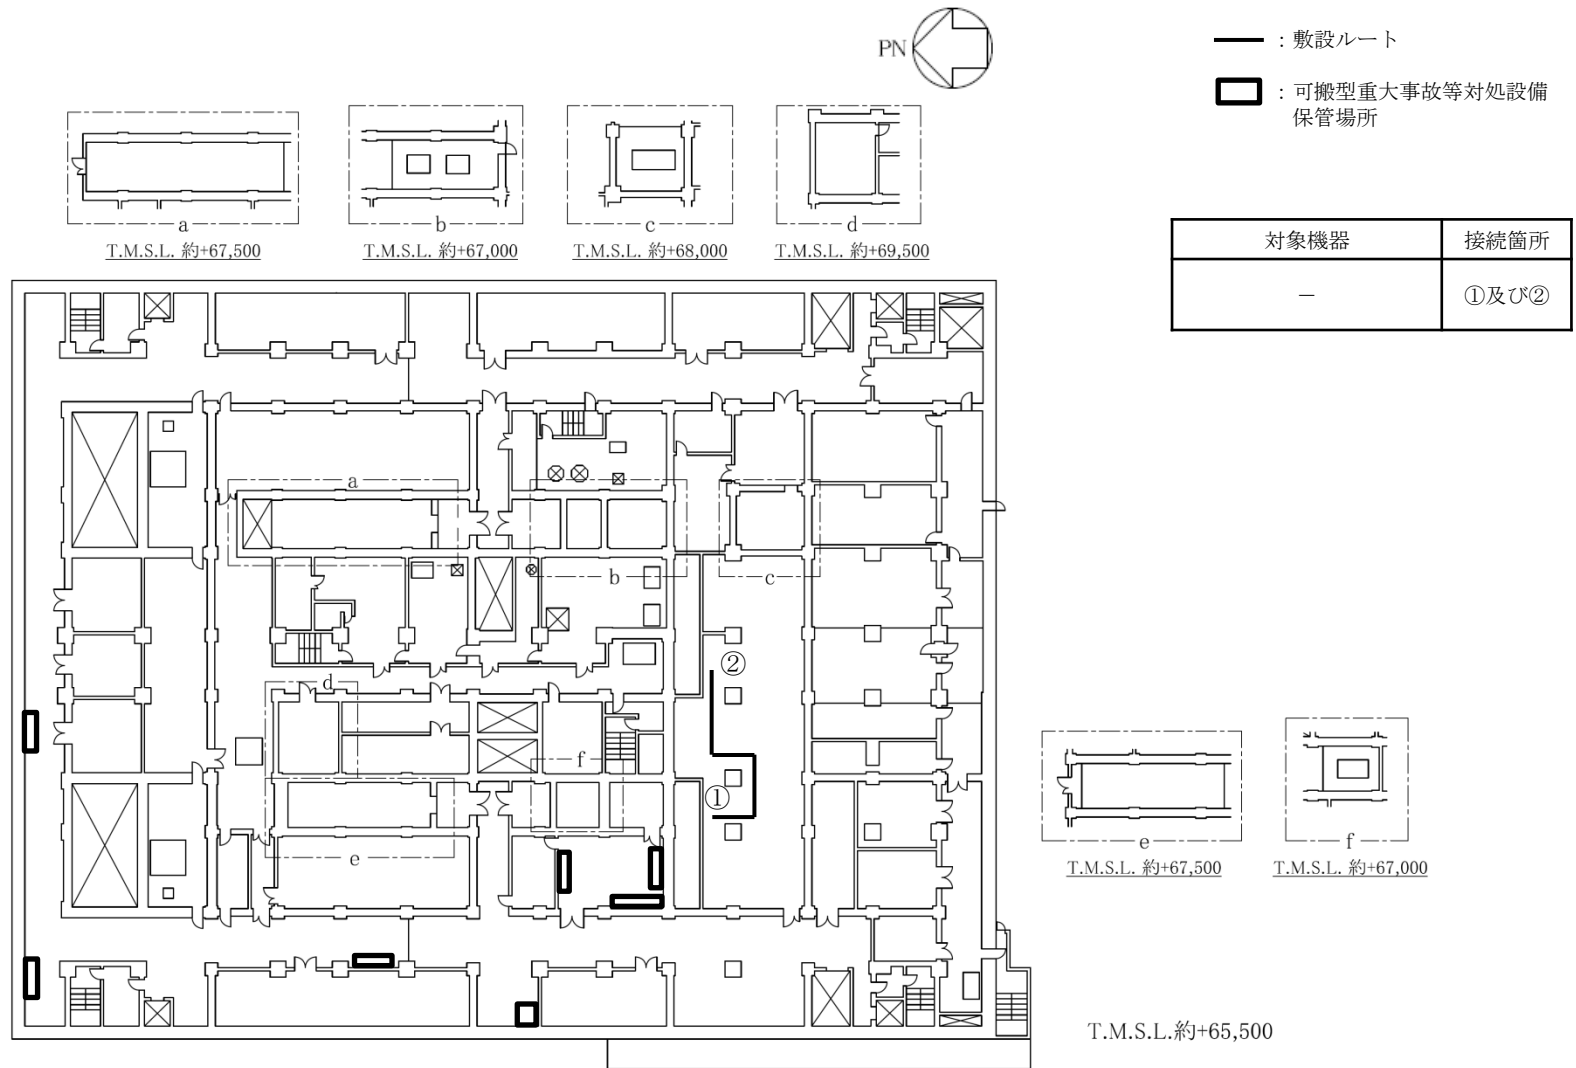 PN
：敷設ルート
：可搬型重大事故等対処設備
保管場所
a
T.M.S.L. 約+67,500
b
T.M.S.L. 約+67,000
c
T.M.S.L. 約+68,000
d
T.M.S.L. 約+69,500
対象機器 接続箇所
－ ①及び②
a
b
c
②
d
f
①
e
e
T.M.S.L. 約+67,500
f
T.M.S.L. 約+67,000
T.M.S.L.約+65,500